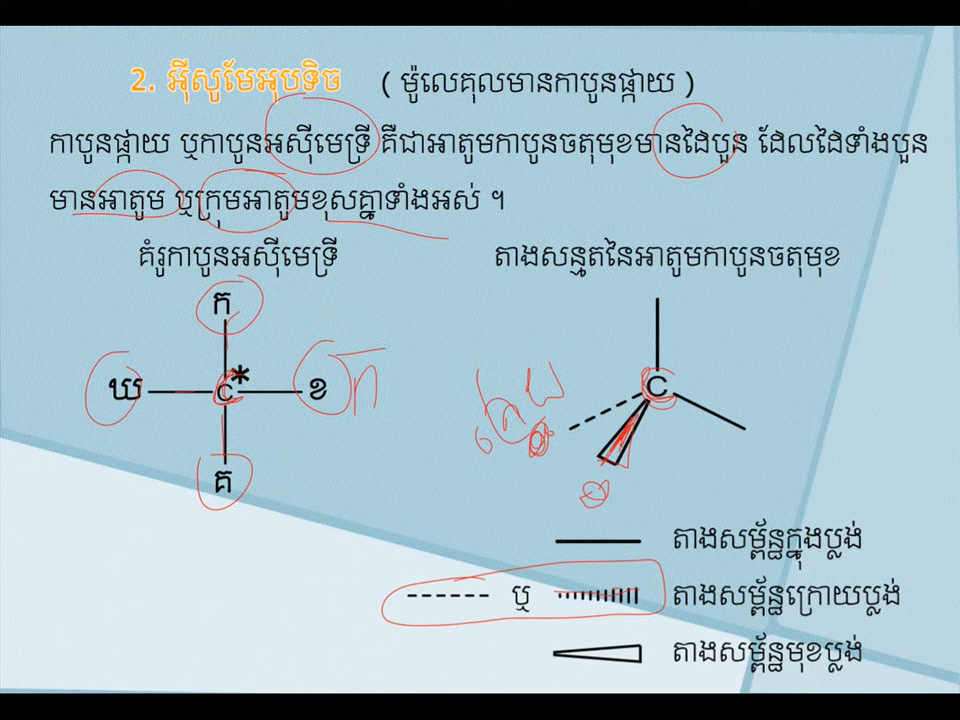 2. អ៊ីសូមែអុបទិច ( ម៉ូលេគុលមានកាបូនផ្កាយ )
កាបូនផ្កាយ ឬកាបូនអស៊ីមេទ្រី គឺជាអាតូមកាបូនចតុមុខមានដៃបួន ដែលដៃទាំងបួន
មានអាតូម ឬក្រុមអាតូមខុសគ្នាទាំងអស់ ។
គំរូកាបូនអស៊ីមេទ្រី តាងសន្មតនៃអាតូមកាបូនចតុមុខ
ក
ឃ C* ខ
គ
C
តាងសម្ព័ន្ធក្នុងប្លង់
ឬ តាងសម្ព័ន្ធក្រោយប្លង់
តាងសម្ព័ន្ធមុខប្លង់